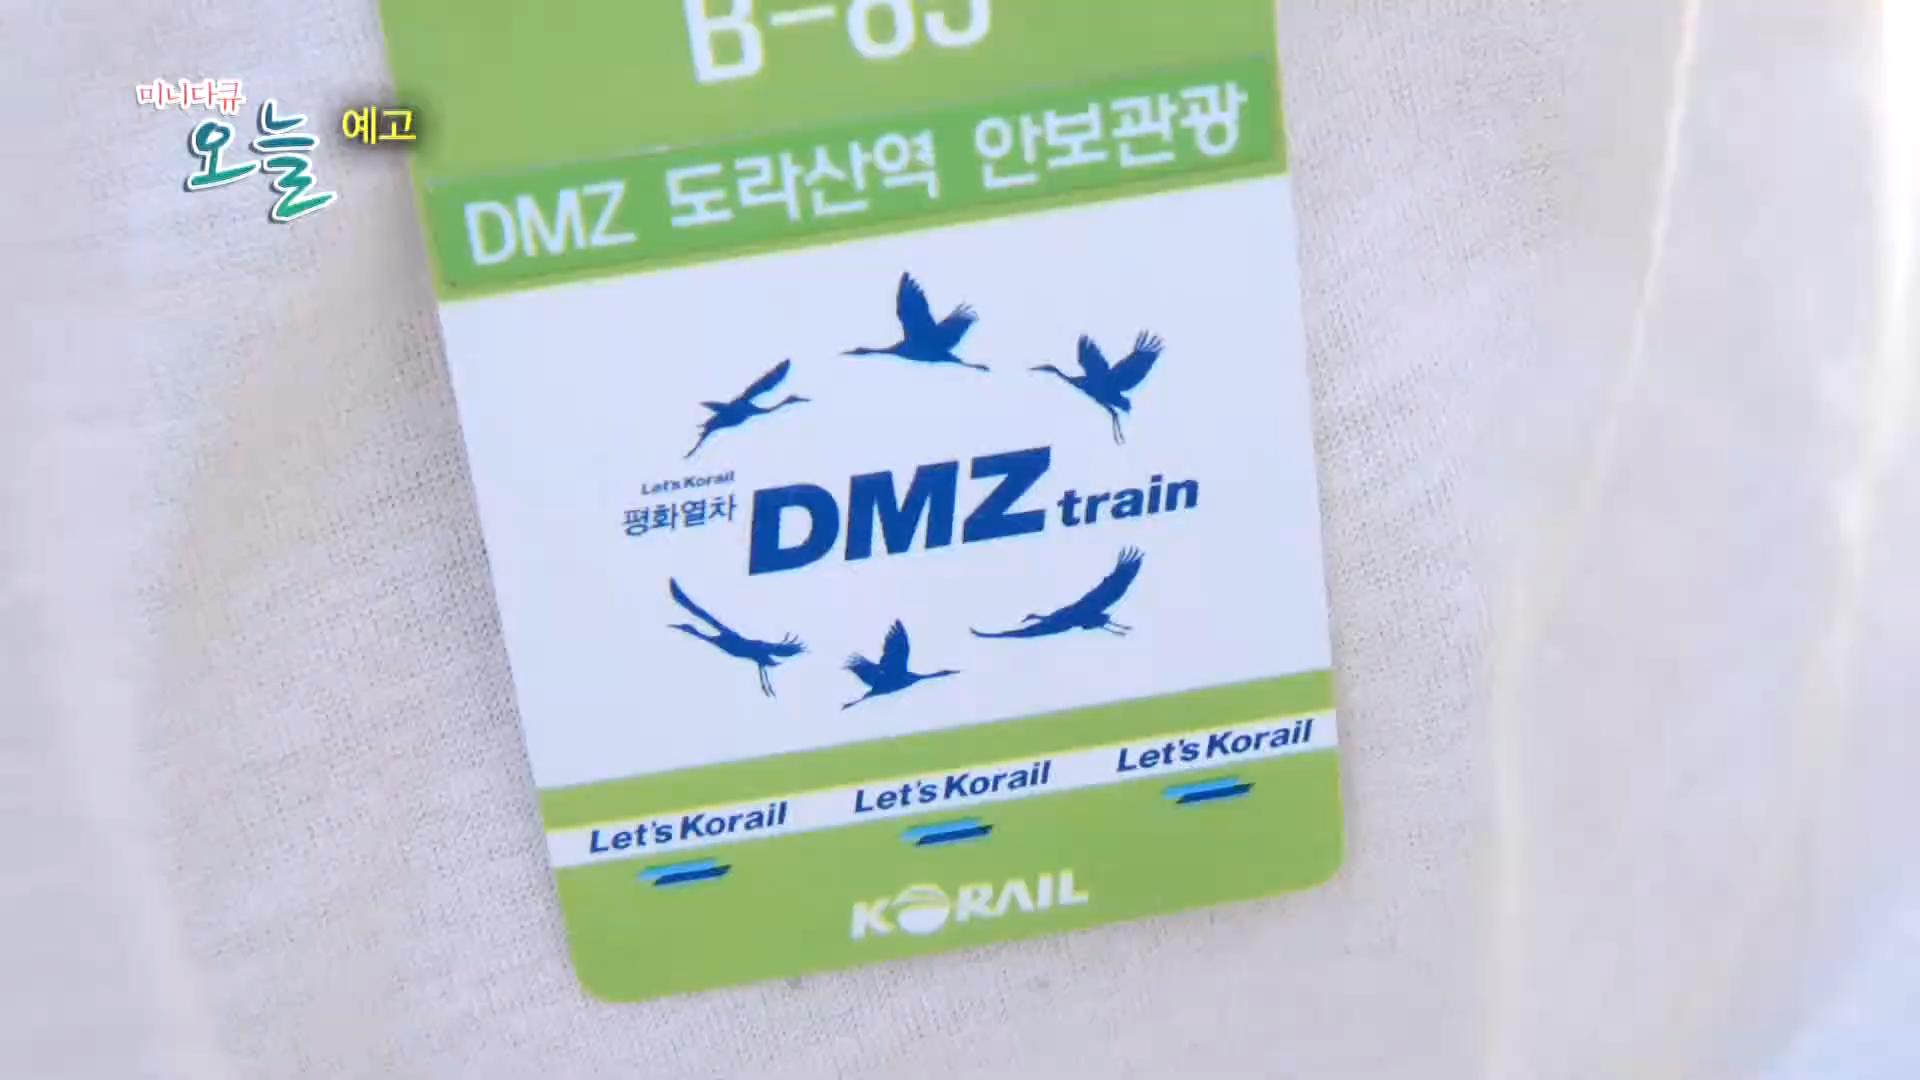 미니다큐
오늘 예고
DMZ 도라산역 안보관광
Let's Korail
평화열차 DMZ train
Let's Korail Let's Korail Let's Korail
KORAIL